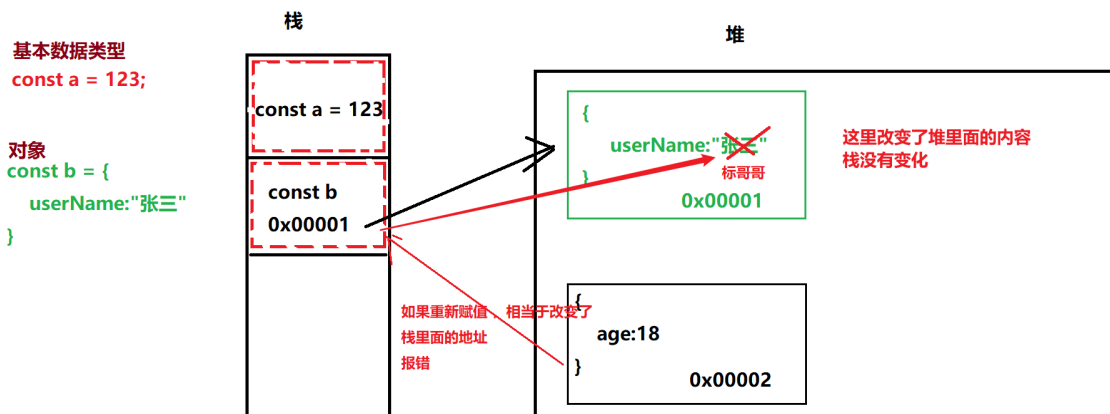 栈
堆
基本数据类型
const a = 123;
const a = 123
对象
const b = {
userName:"张三"
}
const b
0x00001
{
userName:"张三"
标哥哥
}
0x00001
这里改变了堆里面的内容
栈没有变化
如果重新赋值，相当于改变了
栈里面的地址
报错
{
age:18
}
0x00002